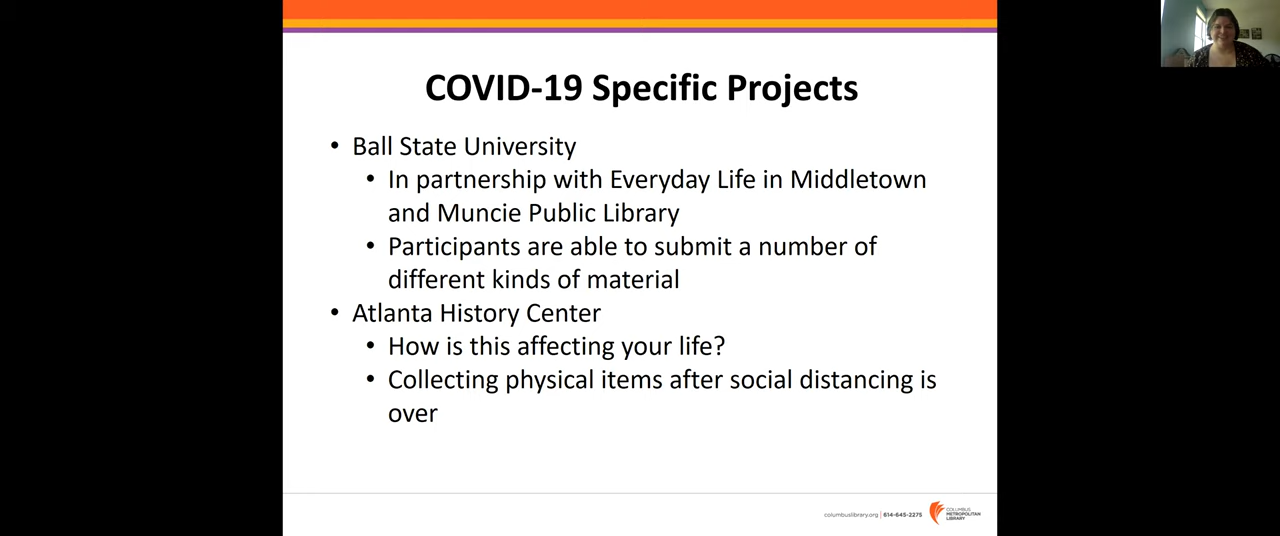 COVID-19 Specific Projects
• Ball State University
• In partnership with Everyday Life in Middletown
and Muncie Public Library
• Participants are able to submit a number of
different kinds of material
• Atlanta History Center
• How is this affecting your life?
• Collecting physical items after social distancing is
over
columbuslibrary.org | 614-645-2275
COLUMBUS
METROPOLITAN
LIBRARY